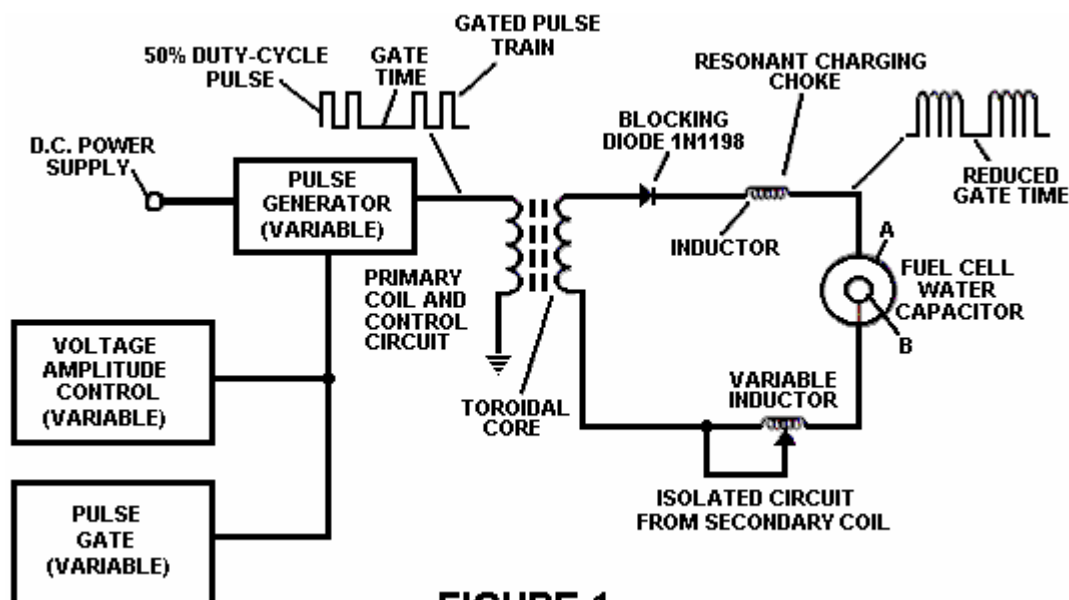 GATED PULSE
TRAIN
50% DUTY-CYCLE
PULSE
GATE
TIME
RESONANT CHARGING
CHOKE
BLOCKING
DIODE 1N1198
D.C. POWER
SUPPLY
REDUCED
GATE TIME
PULSE
GENERATOR
(VARIABLE)
INDUCTOR
A
FUEL CELL
WATER
CAPACITOR
B
PRIMARY
COIL AND
CONTROL
CIRCUIT
VOLTAGE
AMPLITUDE
CONTROL
(VARIABLE)
TOROIDAL
CORE
VARIABLE
INDUCTOR
ISOLATED CIRCUIT
FROM SECONDARY COIL
PULSE
GATE
(VARIABLE)
FIGURE 1